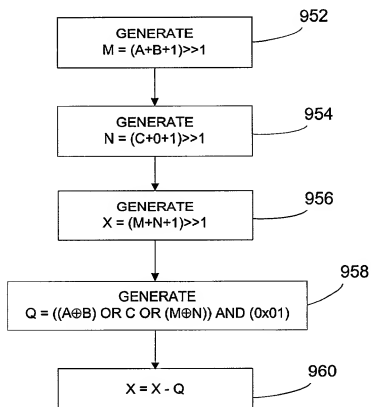 952
GENERATE
M = (A+B+1)>>1
954
GENERATE
N = (C+0+1)>>1
956
GENERATE
X = (M+N+1)>>1
958
GENERATE
Q = ((A⊕B) OR C OR (M⊕N)) AND (0x01)
960
X = X - Q